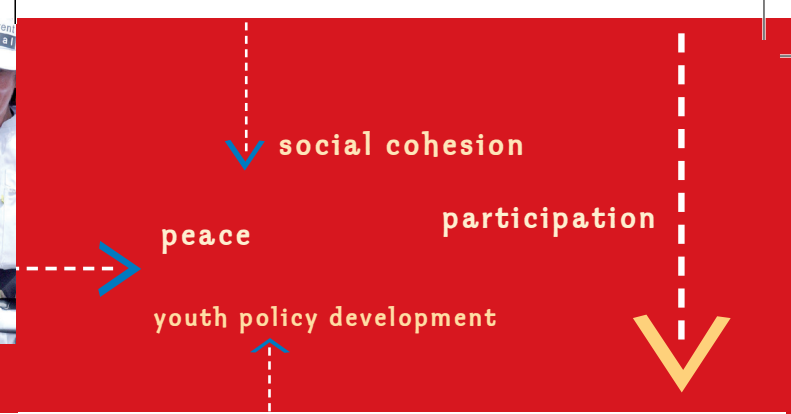 social cohesion
participation
peace
youth policy development